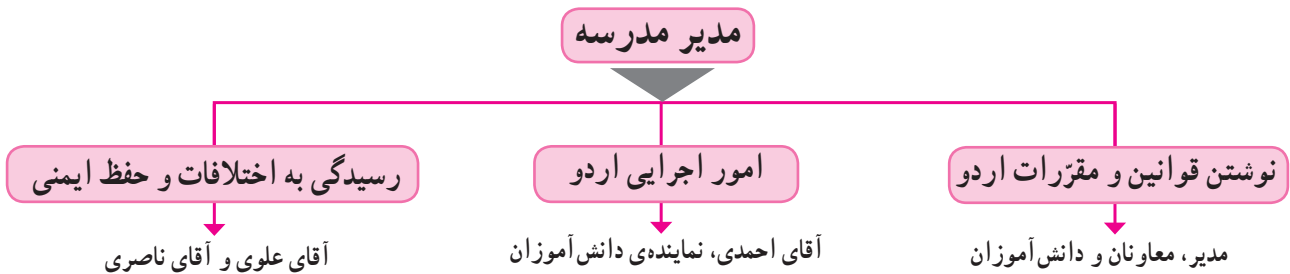 مدیر مدرسه
نوشتن قوانین و مقرّرات اردو
امور اجرایی اردو
رسیدگی به اختلافات و حفظ ایمنی
مدیر، معاونان و دانش‌آموزان
آقای احمدی، نماینده‌ی دانش‌آموزان
آقای علوی و آقای ناصری